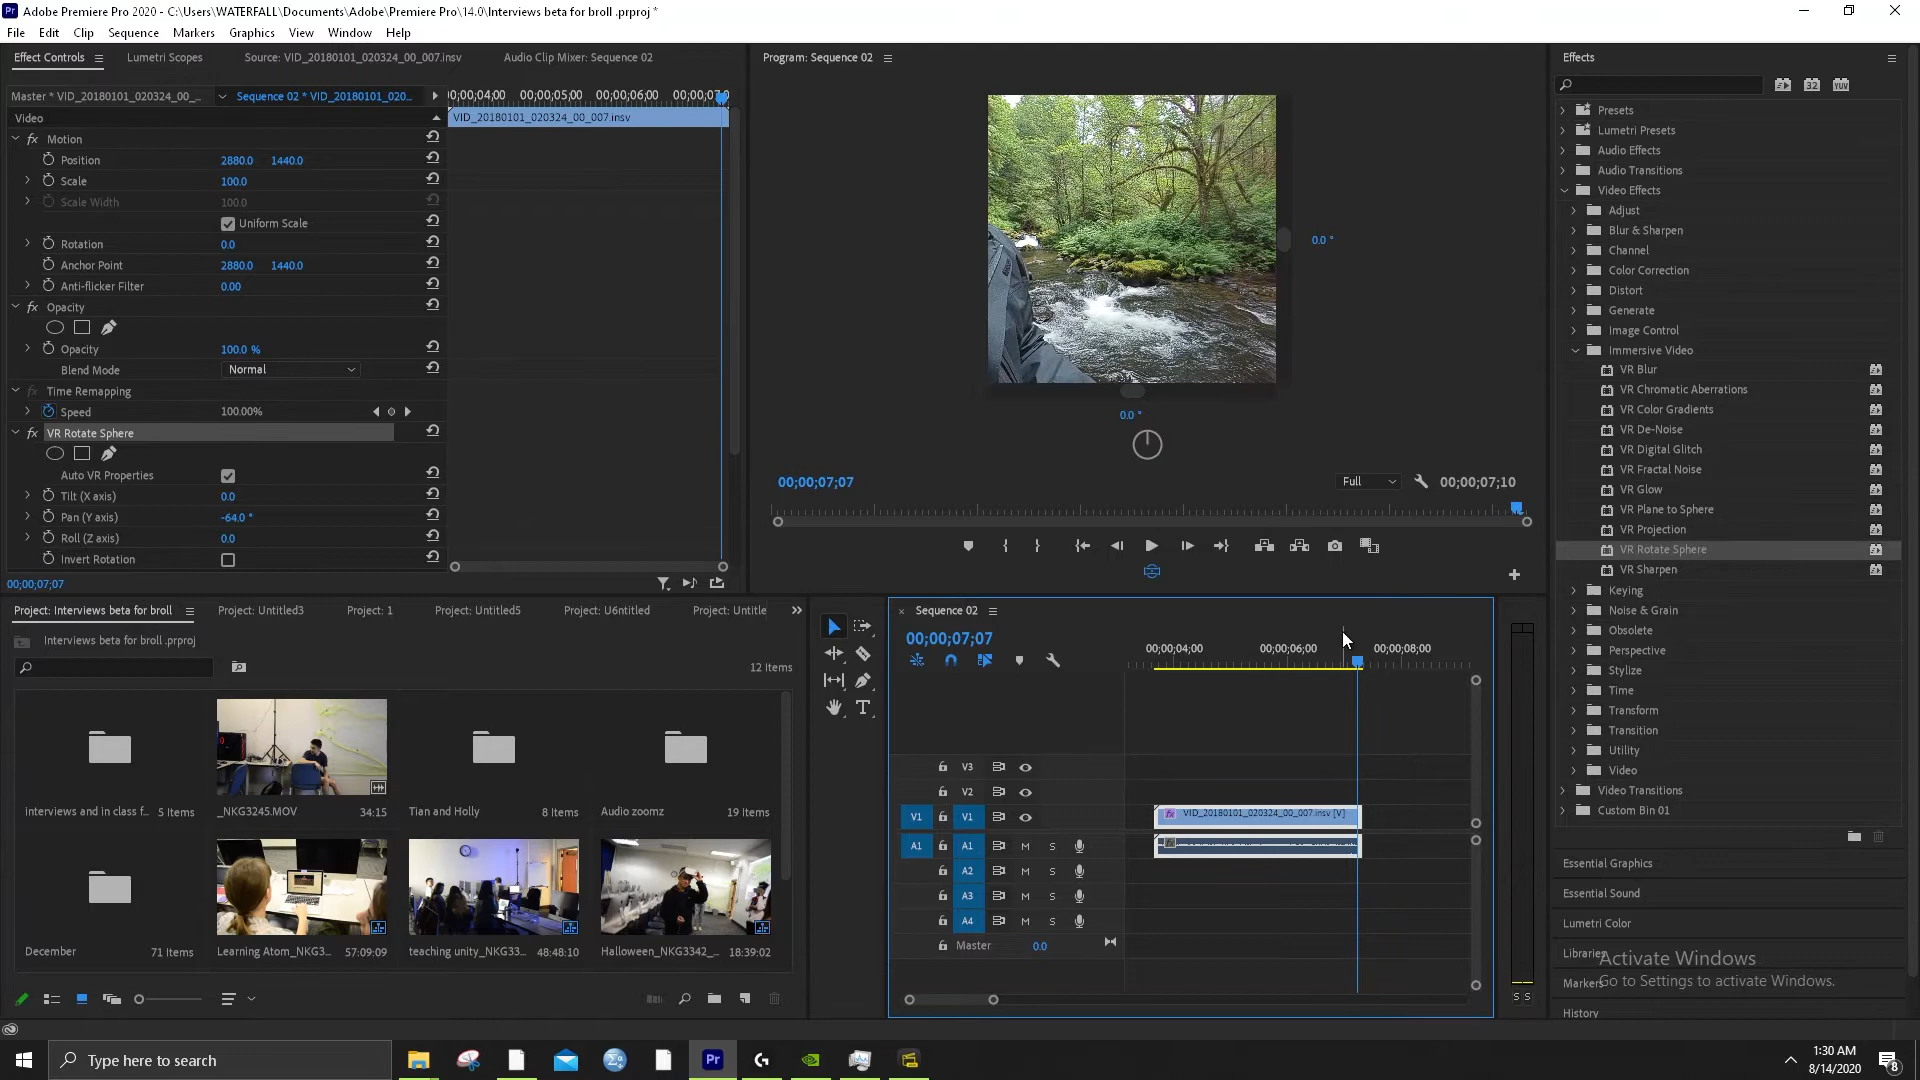 Adobe Premiere Pro 2020 - C:\Users\WATERFALL\Documents\Adobe\Premiere Pro\14.0\Interviews beta for broll .prproj *
File Edit Clip Sequence Markers Graphics View Window Help
Effect Controls Lumetri Scopes Source: VID_20180101_020324_00_007.insv Audio Clip Mixer: Sequence 02
Master * VID_20180101_020324_00_... Sequence 02 * VID_20180101_020...
;00;04;00 00;00;05;00 00;00;06;00 00;00;07;0
Video
VID_20180101_020324_00_007.insv
fx Motion
Position 2880.0 1440.0
Scale 100.0
Scale Width 100.0
Uniform Scale
Rotation 0.0
Anchor Point 2880.0 1440.0
Anti-flicker Filter 0.00
fx Opacity
Opacity 100.0 %
Blend Mode Normal
fx Time Remapping
Speed 100.00%
fx VR Rotate Sphere
Auto VR Properties
Tilt (X axis) 0.0
Pan (Y axis) -64.0 °
Roll (Z axis) 0.0
Invert Rotation
00;00;07;07
Program: Sequence 02
0.0 °
0.0 °
00;00;07;07 Full 00;00;07;10
Effects
32 YUV
Presets
Lumetri Presets
Audio Effects
Audio Transitions
Video Effects
Adjust
Blur & Sharpen
Channel
Color Correction
Distort
Generate
Image Control
Immersive Video
VR Blur
VR Chromatic Aberrations
VR Color Gradients
VR De-Noise
VR Digital Glitch
VR Fractal Noise
VR Glow
VR Plane to Sphere
VR Projection
VR Rotate Sphere
VR Sharpen
Keying
Noise & Grain
Obsolete
Perspective
Stylize
Time
Transform
Transition
Utility
Video
Video Transitions
Custom Bin 01
Essential Graphics
Essential Sound
Lumetri Color
Libraries
Markers
History
Activate Windows
Go to Settings to activate Windows.
Project: Interviews beta for broll Project: Untitled3 Project: 1 Project: Untitled5 Project: U6ntitled Project: Untitle
Interviews beta for broll .prproj
12 Items
interviews and in class f... 5 Items
_NKG3245.MOV 34:15
Tian and Holly 8 Items
Audio zoomz 19 Items
December 71 Items
Learning Atom_NKG3... 57:09:09
teaching unity_NKG33... 48:48:10
Halloween_NKG3342_... 18:39:02
Sequence 02
00;00;07;07
00;00;04;00 00;00;06;00 00;00;08;00
V3
V2
V1 V1
fx VID_20180101_020324_00_007.insv [V]
A1 A1 M S
A2 M S
A3 M S
A4 M S
Master 0.0
S S
Type here to search
Pr
1:30 AM
8/14/2020
8